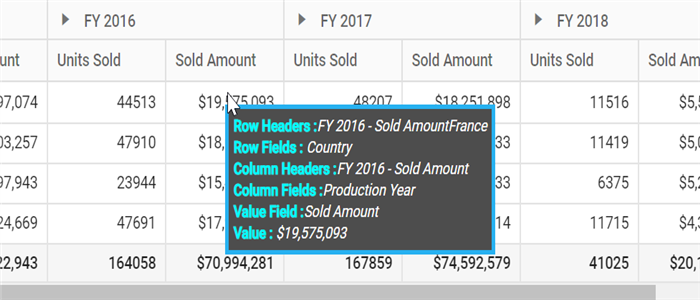 FY 2016 FY 2017 FY 2018
unt Units Sold Sold Amount Units Sold Sold Amount Units Sold Sold Am
97,074 44513 $19,575,093 48207 $18,251,898 11516 $5,8
03,257 47910 $18, 33 11419 $5,0
97,943 23944 $15, 33 6375 $5,2
24,669 47691 $17, 14 11715 $4,3
22,943 164058 $70,994,281 167859 $74,592,579 41025 $20,1
Row Headers :FY 2016 - Sold AmountFrance
Row Fields : Country
Column Headers :FY 2016 - Sold Amount
Column Fields :Production Year
Value Field :Sold Amount
Value : $19,575,093